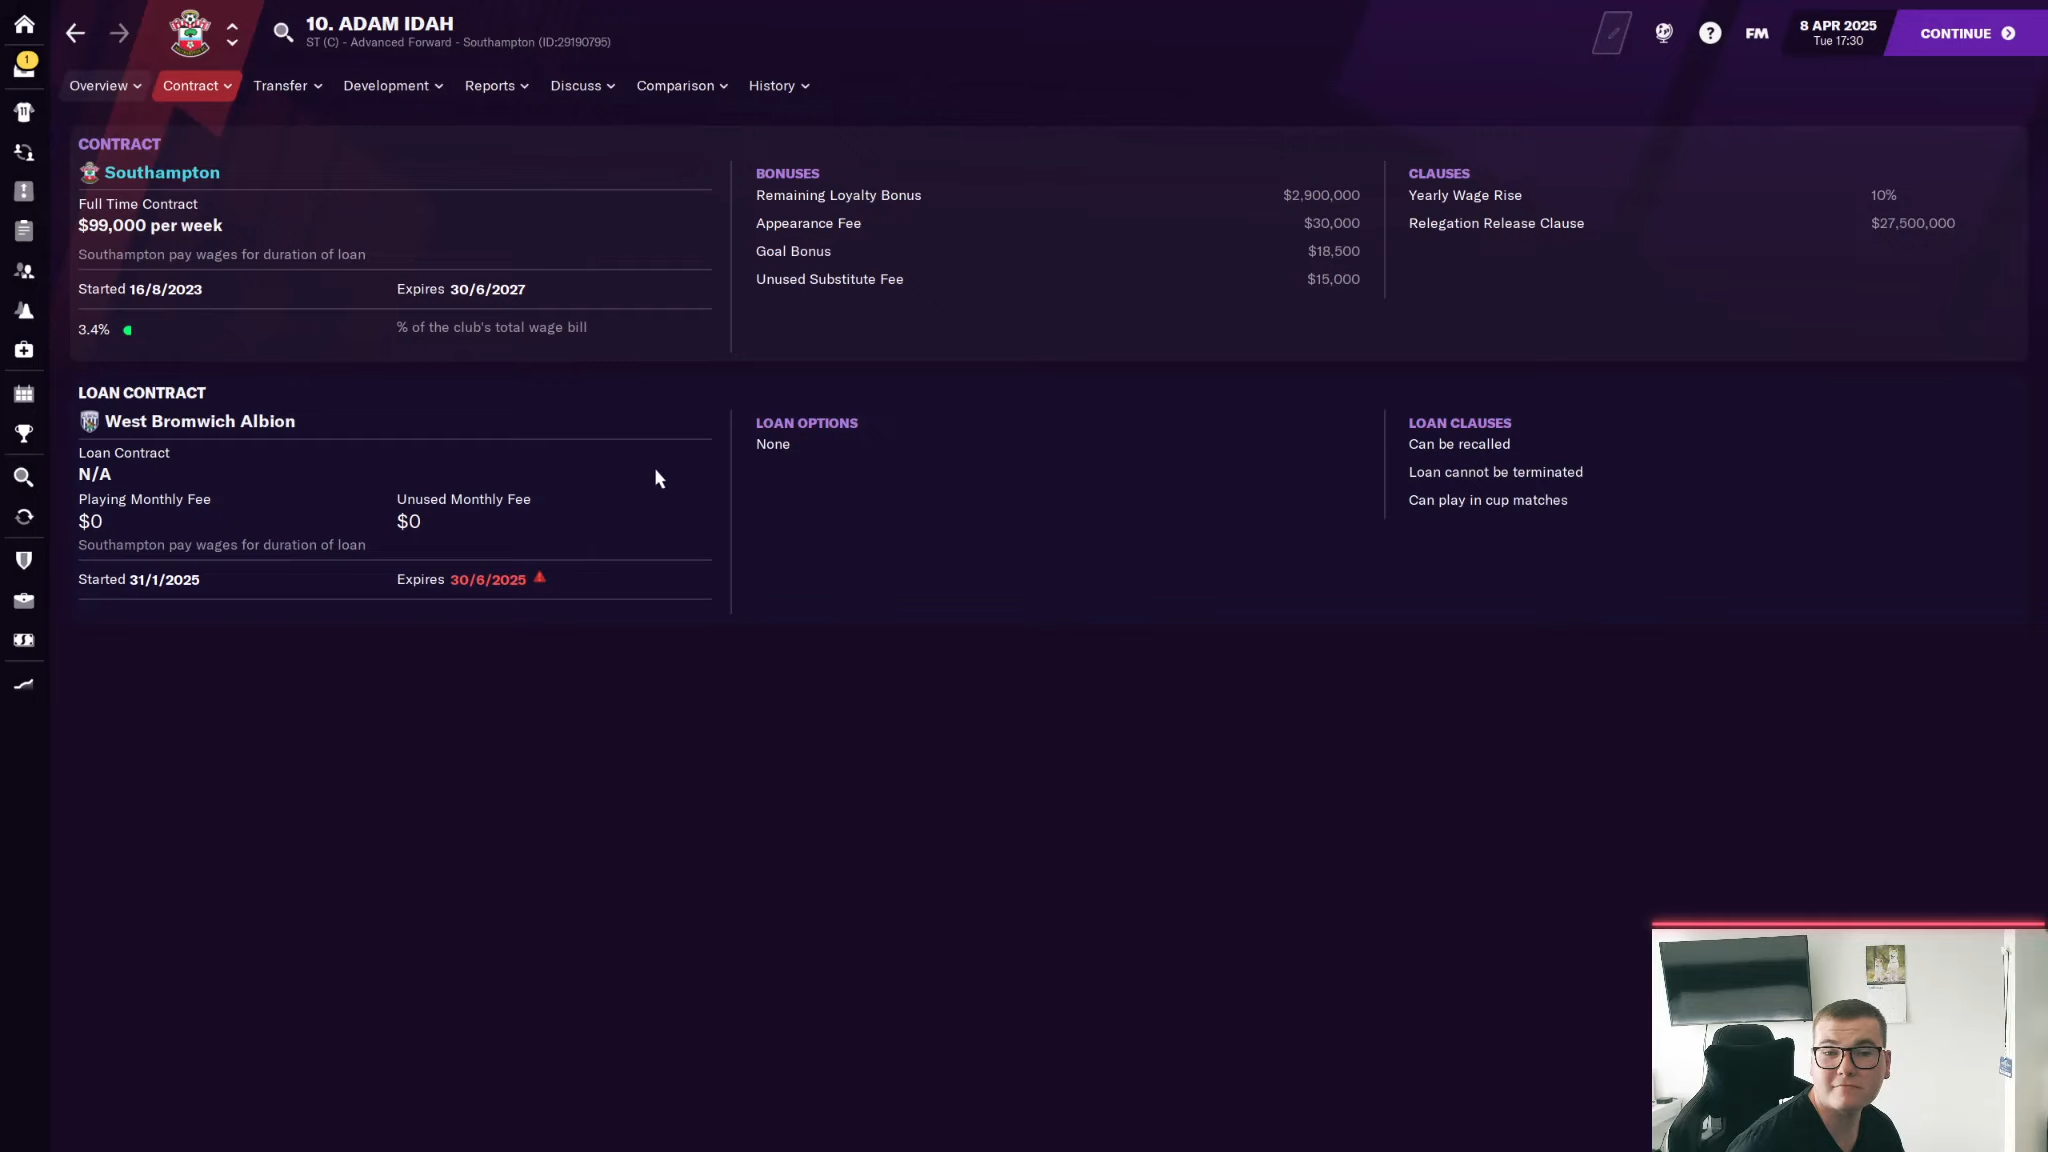 10. ADAM IDAH
ST (C) - Advanced Forward - Southampton (ID:29190795)
1
FM
8 APR 2025
Tue 17:30
CONTINUE
Overview
Contract
Transfer
Development
Reports
Discuss
Comparison
History
CONTRACT
Southampton
Full Time Contract
$99,000 per week
Southampton pay wages for duration of loan
Started 16/8/2023
Expires 30/6/2027
3.4%
% of the club's total wage bill
BONUSES
Remaining Loyalty Bonus $2,900,000
Appearance Fee $30,000
Goal Bonus $18,500
Unused Substitute Fee $15,000
CLAUSES
Yearly Wage Rise 10%
Relegation Release Clause $27,500,000
LOAN CONTRACT
West Bromwich Albion
Loan Contract
N/A
Playing Monthly Fee
$0
Unused Monthly Fee
$0
Southampton pay wages for duration of loan
Started 31/1/2025
Expires 30/6/2025
LOAN OPTIONS
None
LOAN CLAUSES
Can be recalled
Loan cannot be terminated
Can play in cup matches